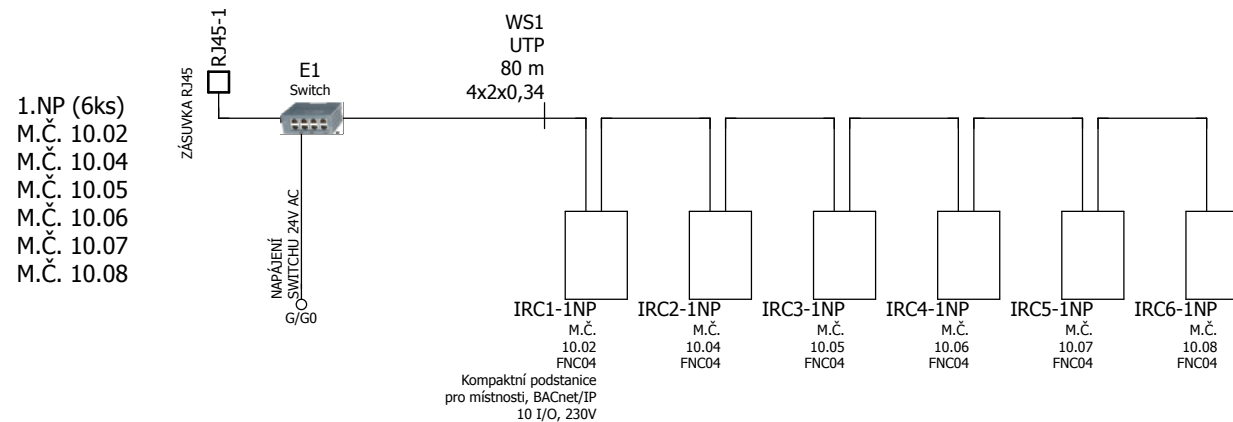 1.NP (6ks)
M.Č. 10.02
M.Č. 10.04
M.Č. 10.05
M.Č. 10.06
M.Č. 10.07
M.Č. 10.08
ZÁSUVKA RJ45
RJ45-1
E1
Switch
NAPÁJENÍ
SWITCHU 24V AC
G/G0
WS1
UTP
80 m
4x2x0,34
IRC1-1NP
M.Č.
10.02
FNC04
Kompaktní podstanice
pro místnosti, BACnet/IP
10 I/O, 230V
IRC2-1NP
M.Č.
10.04
FNC04
IRC3-1NP
M.Č.
10.05
FNC04
IRC4-1NP
M.Č.
10.06
FNC04
IRC5-1NP
M.Č.
10.07
FNC04
IRC6-1NP
M.Č.
10.08
FNC04